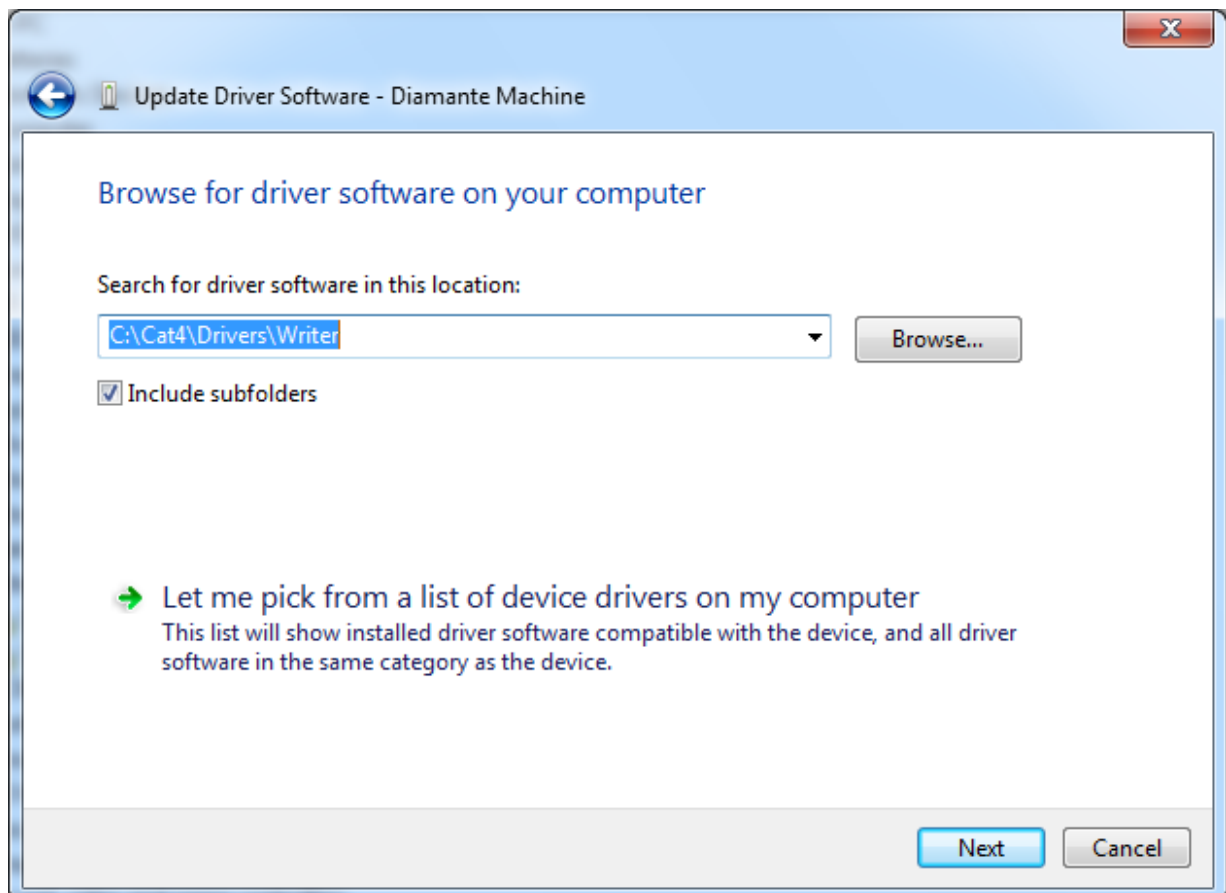 Update Driver Software - Diamante Machine
Browse for driver software on your computer
Search for driver software in this location:
C:\Cat4\Drivers\Writer
Browse...
Include subfolders
Let me pick from a list of device drivers on my computer
This list will show installed driver software compatible with the device, and all driver
software in the same category as the device.
Next
Cancel